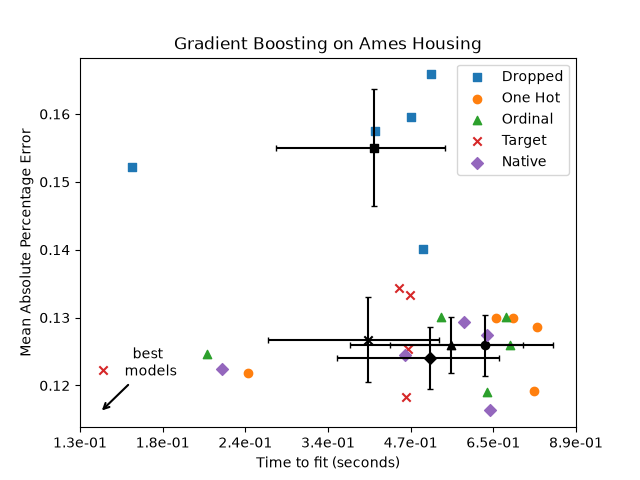 Gradient Boosting on Ames Housing
Mean Absolute Percentage Error
0.16
0.15
0.14
0.13
0.12
Dropped
One Hot
Ordinal
Target
Native
best
models
1.3e-01 1.8e-01 2.4e-01 3.4e-01 4.7e-01 6.5e-01 8.9e-01
Time to fit (seconds)